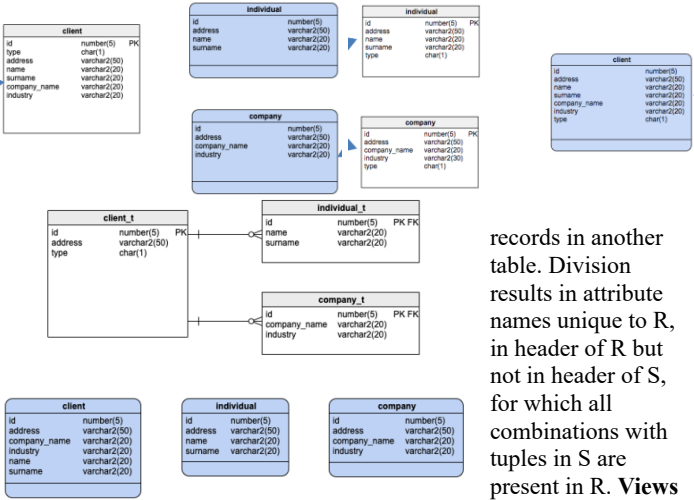 client
id number(5) PK
type char(1)
address varchar2(50)
name varchar2(20)
surname varchar2(20)
company_name varchar2(20)
industry varchar2(20)
individual
id number(5)
address varchar2(50)
name varchar2(20)
surname varchar2(20)
individual
id number(5) PK
address varchar2(50)
name varchar2(20)
surname varchar2(20)
type char(1)
client
id number(5)
address varchar2(50)
name varchar2(20)
surname varchar2(20)
company_name varchar2(20)
industry varchar2(20)
type char(1)
company
id number(5)
address varchar2(50)
company_name varchar2(20)
industry varchar2(20)
company
id number(5) PK
address varchar2(50)
company_name varchar2(20)
industry varchar2(30)
type char(1)
client_t
id number(5) PK
address varchar2(50)
type char(1)
individual_t
id number(5) PK FK
name varchar2(20)
surname varchar2(20)
company_t
id number(5) PK FK
company_name varchar2(20)
industry varchar2(20)
records in another
table. Division
results in attribute
names unique to R,
in header of R but
not in header of S,
for which all
combinations with
tuples in S are
present in R. Views
client
id number(5)
address varchar2(50)
company_name varchar2(20)
industry varchar2(20)
name varchar2(20)
surname varchar2(20)
individual
id number(5)
address varchar2(50)
name varchar2(20)
surname varchar2(20)
company
id number(5)
address varchar2(50)
company_name varchar2(20)
industry varchar2(20)